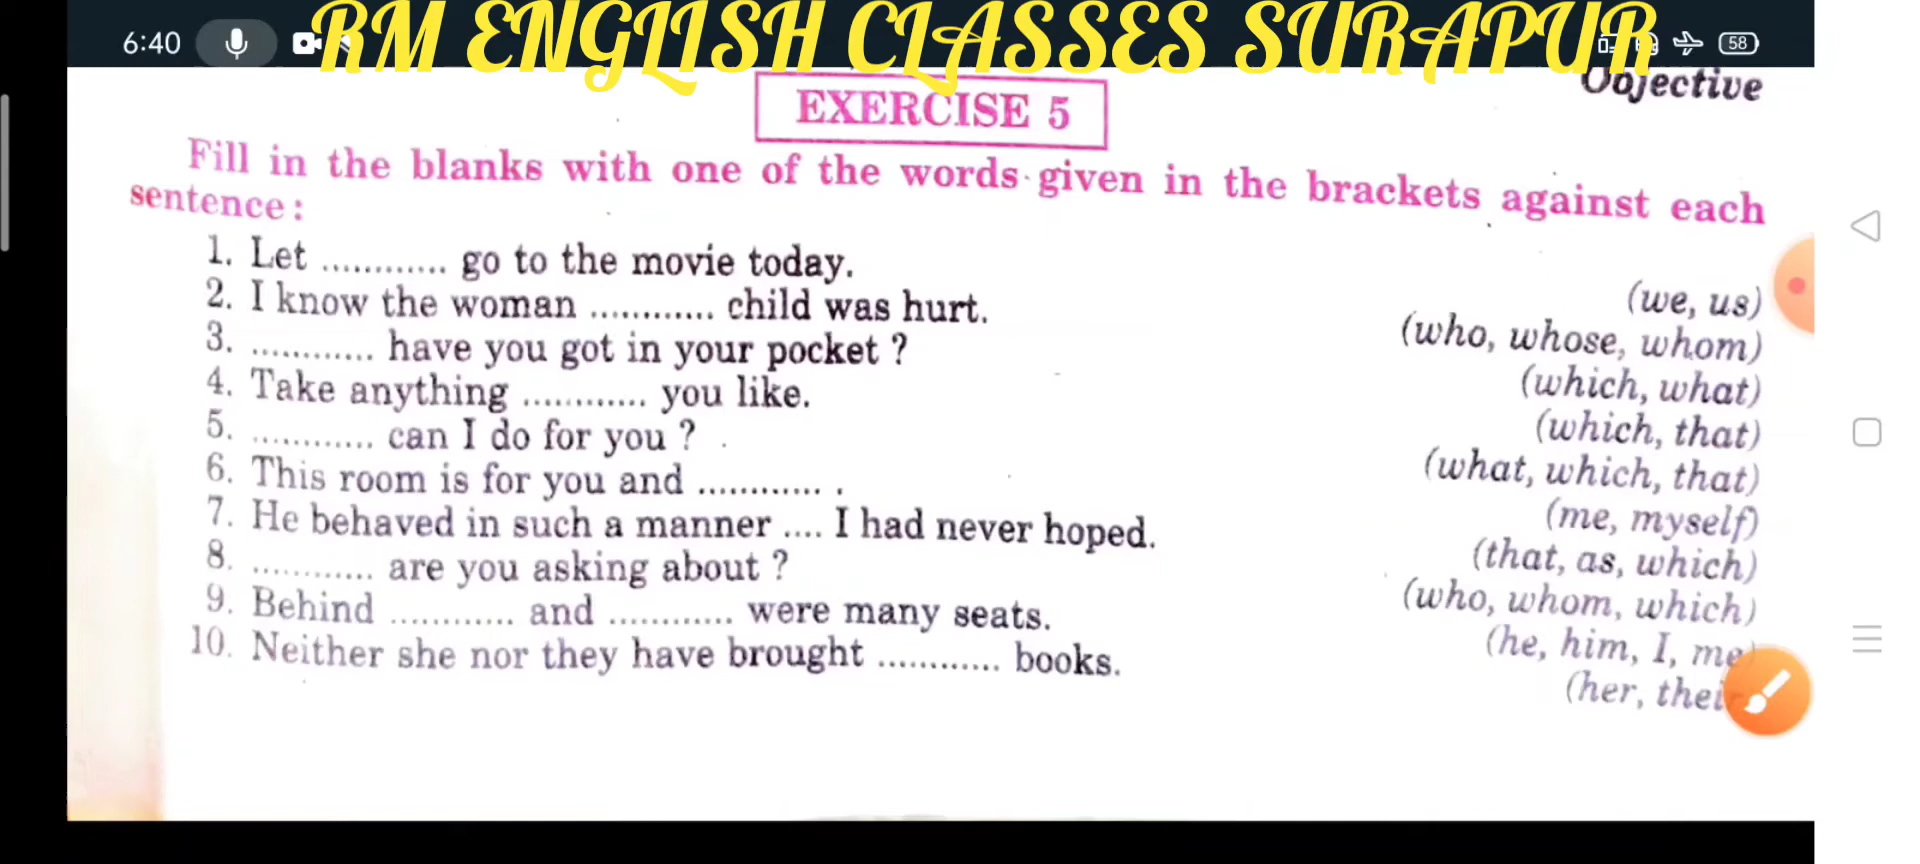 6:40
RM ENGLISH CLASSES SURAPUR
58
Objective
EXERCISE 5
Fill in the blanks with one of the words given in the brackets against each
sentence :
1. Let ............ go to the movie today. (we, us)
2. I know the woman ............ child was hurt. (who, whose, whom)
3. ............ have you got in your pocket ? (which, what)
4. Take anything ............ you like. (which, that)
5. ............ can I do for you ? (what, which, that)
6. This room is for you and ............ . (me, myself)
7. He behaved in such a manner .... I had never hoped. (that, as, which)
8. ............ are you asking about ? (who, whom, which)
9. Behind ............ and ............ were many seats. (he, him, I, me)
10. Neither she nor they have brought ............ books. (her,